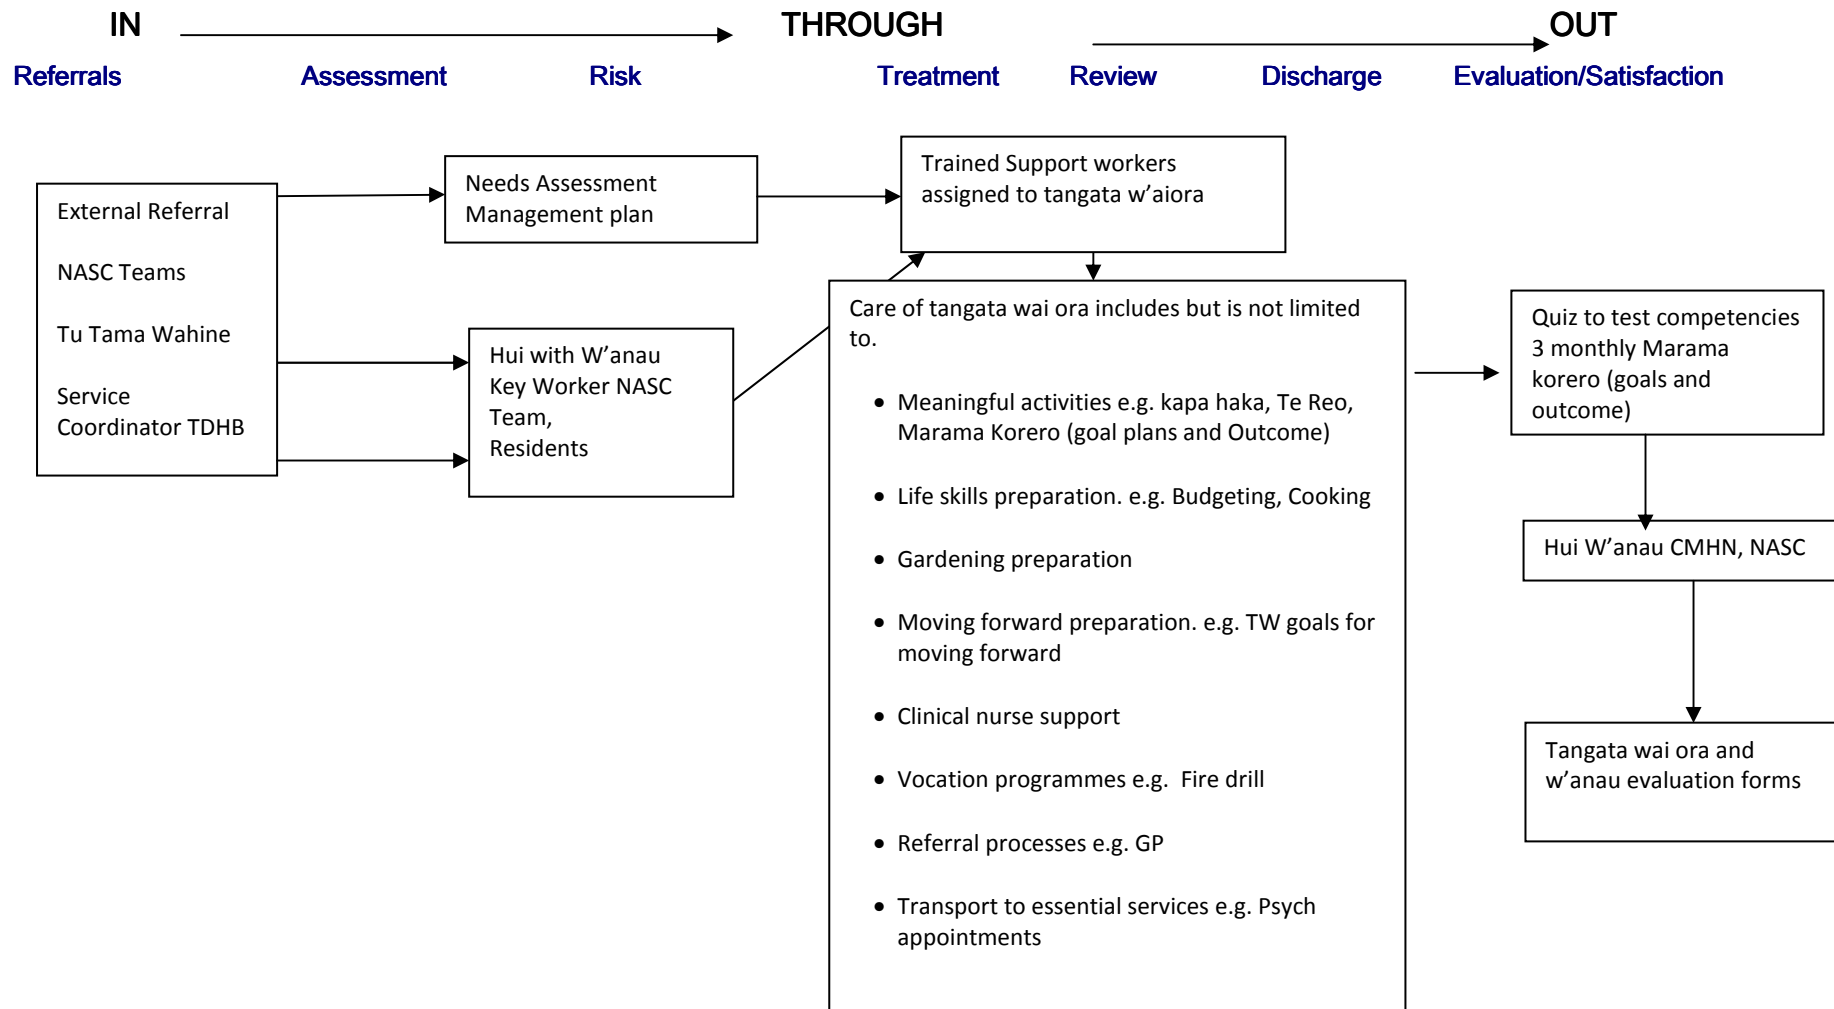 IN
THROUGH
OUT
Referrals
Assessment
Risk
Treatment
Review
Discharge
Evaluation/Satisfaction
External Referral
NASC Teams
Tu Tama Wahine
Service
Coordinator TDHB
Needs Assessment
Management plan
Hui with W'anau
Key Worker NASC
Team,
Residents
Trained Support workers
assigned to tangata w'aiora
Care of tangata wai ora includes but is not limited
to.
• Meaningful activities e.g. kapa haka, Te Reo,
Marama Korero (goal plans and Outcome)
• Life skills preparation. e.g. Budgeting, Cooking
• Gardening preparation
• Moving forward preparation. e.g. TW goals for
moving forward
• Clinical nurse support
• Vocation programmes e.g.  Fire drill
• Referral processes e.g. GP
• Transport to essential services e.g. Psych
appointments
Quiz to test competencies
3 monthly Marama
korero (goals and
outcome)
Hui W'anau CMHN, NASC
Tangata wai ora and
w'anau evaluation forms